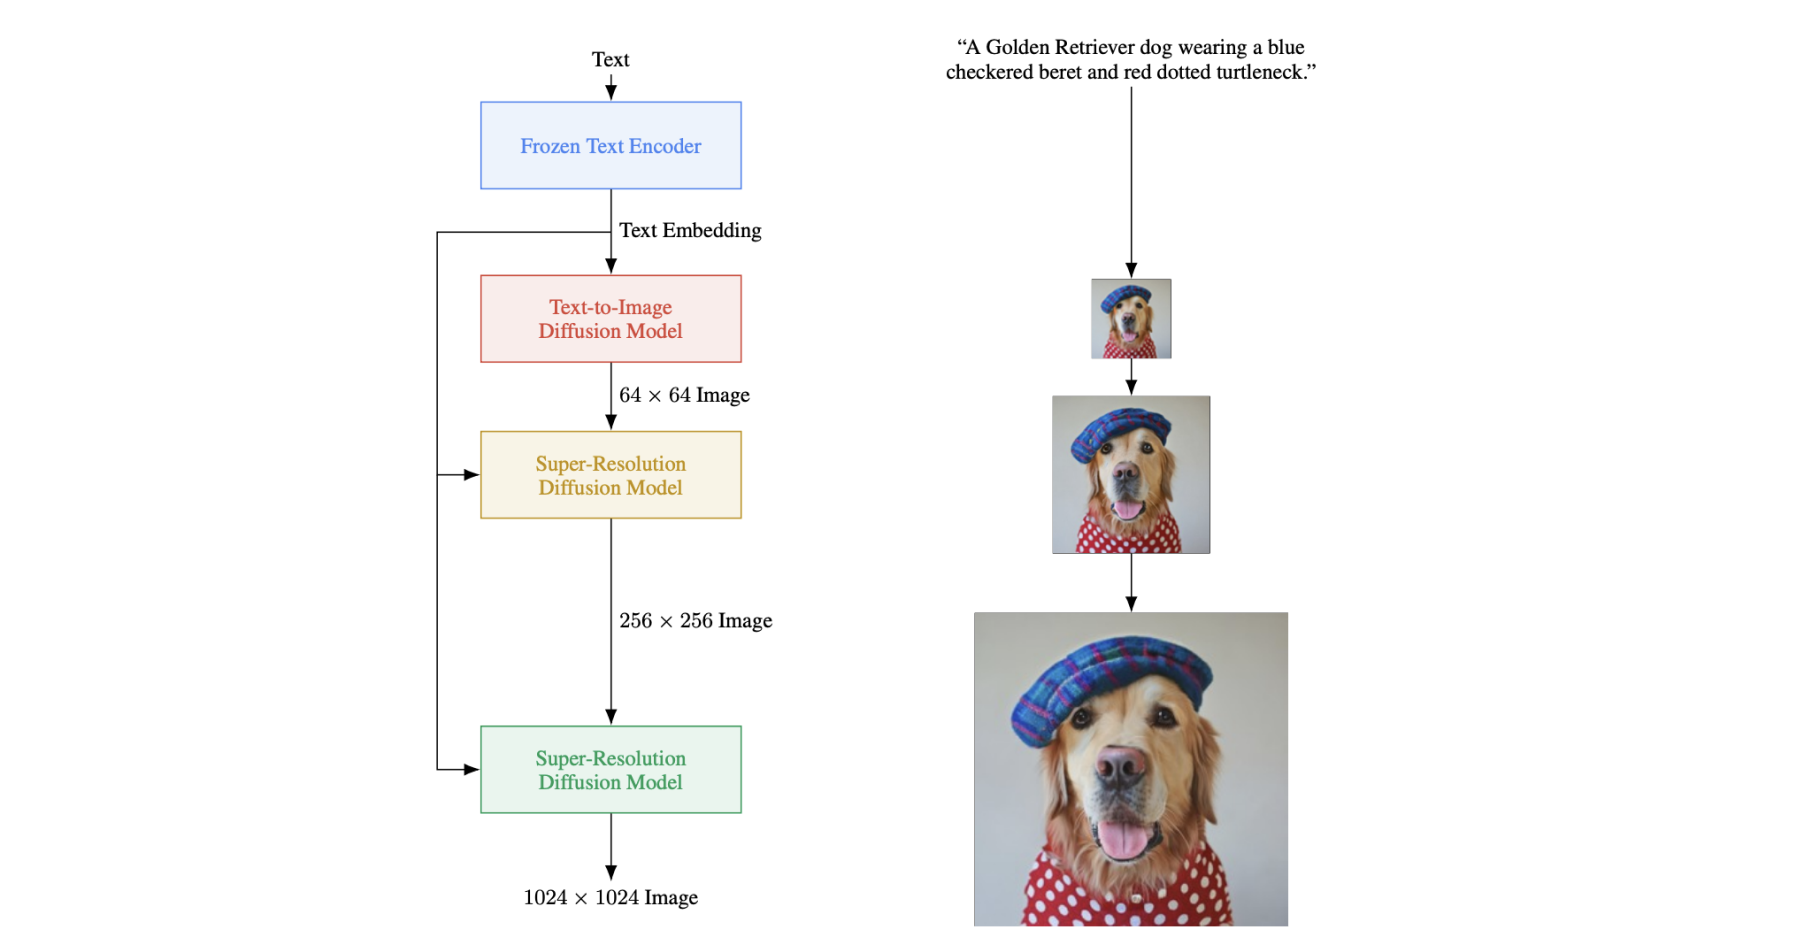 Text
Frozen Text Encoder
Text Embedding
Text-to-Image
Diffusion Model
64 × 64 Image
Super-Resolution
Diffusion Model
256 × 256 Image
Super-Resolution
Diffusion Model
1024 × 1024 Image
“A Golden Retriever dog wearing a blue
checkered beret and red dotted turtleneck.”